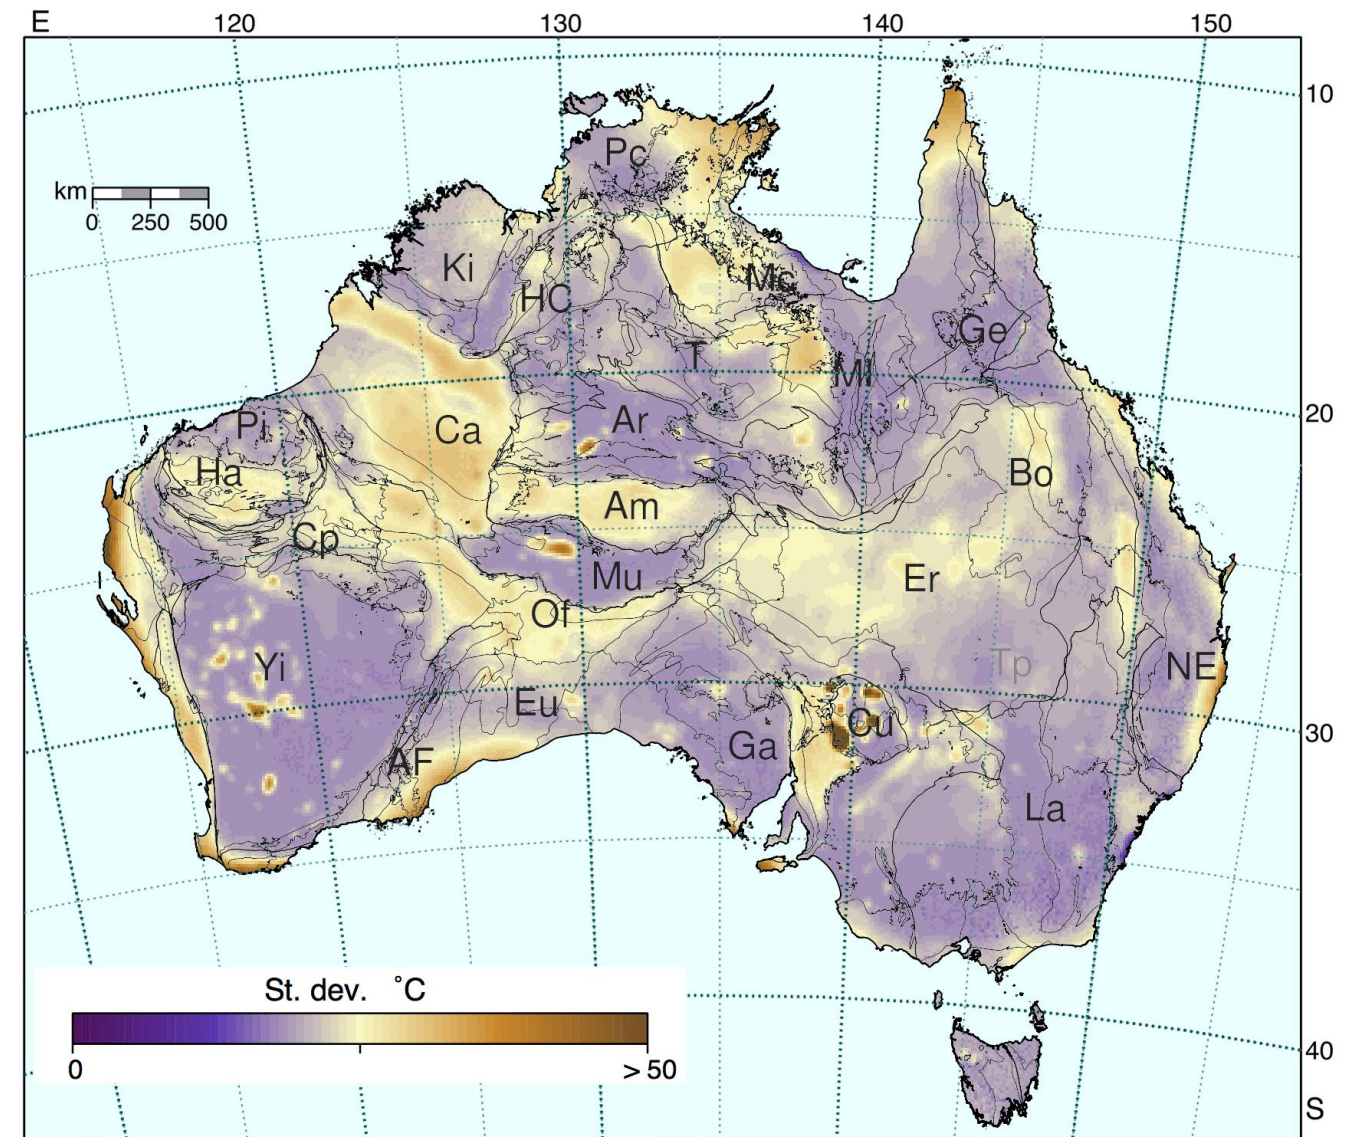 E 120 130 140 150
10
Pc
km
0 250 500
Ki
Mc
HC
Ge
T
MI
20
Pi
Ar
Ca
Ha
Bo
Am
Cp
Er
Mu
Of
Yi
Tp
NE
Eu
Cu
30
Ga
AF
La
St. dev. °C
0 > 50
40
S